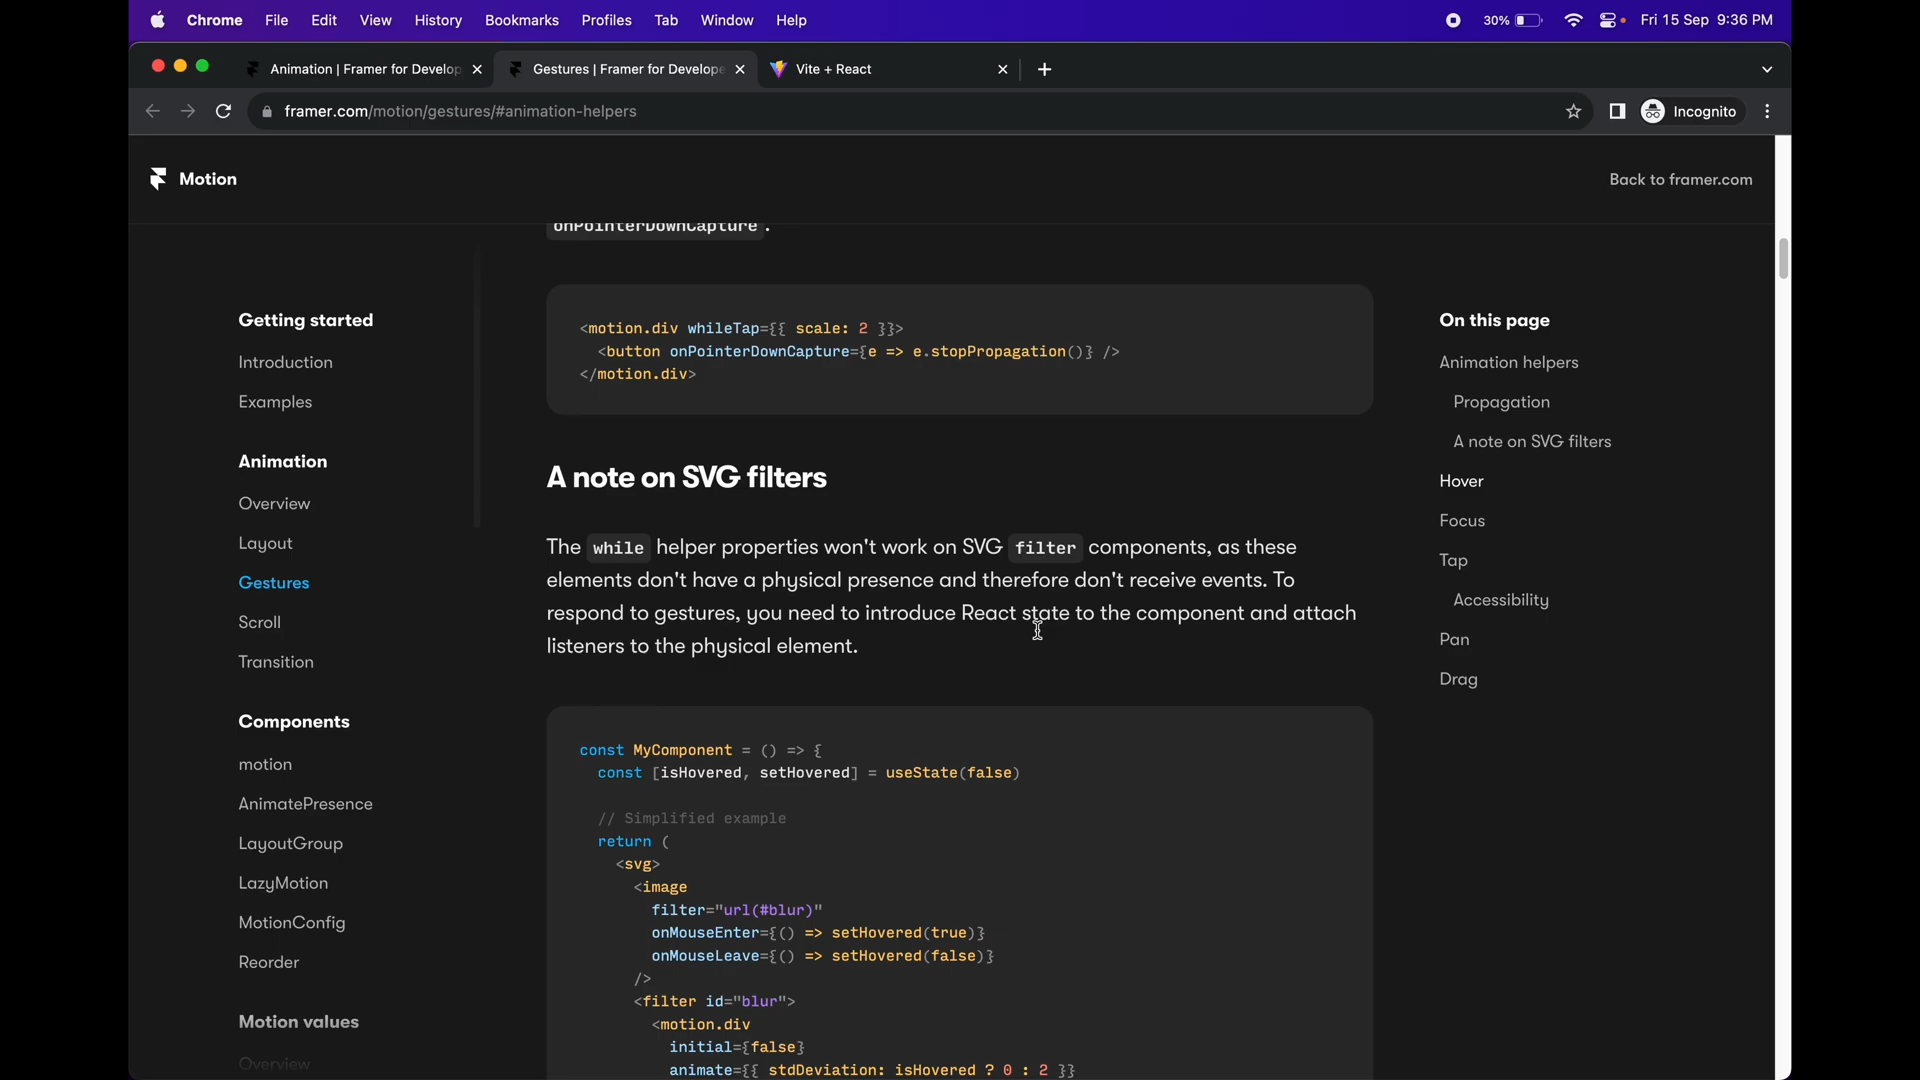 Chrome File Edit View History Bookmarks Profiles Tab Window Help
30% Fri 15 Sep 9:36 PM
Animation | Framer for Develop
Gestures | Framer for Develope
Vite + React
framer.com/motion/gestures/#animation-helpers
Incognito
Motion
Back to framer.com
Getting started
Introduction
Examples
Animation
Overview
Layout
Gestures
Scroll
Transition
Components
motion
AnimatePresence
LayoutGroup
LazyMotion
MotionConfig
Reorder
Motion values
Overview
onPointerDownCapture .
<motion.div whileTap={{ scale: 2 }}>
<button onPointerDownCapture={e => e.stopPropagation()} />
</motion.div>
A note on SVG filters
The while helper properties won't work on SVG filter components, as these
elements don't have a physical presence and therefore don't receive events. To
respond to gestures, you need to introduce React state to the component and attach
listeners to the physical element.
const MyComponent = () => {
const [isHovered, setHovered] = useState(false)
// Simplified example
return (
<svg>
<image
filter="url(#blur)"
onMouseEnter={() => setHovered(true)}
onMouseLeave={() => setHovered(false)}
/>
<filter id="blur">
<motion.div
initial={false}
animate={{ stdDeviation: isHovered ? 0 : 2 }}
On this page
Animation helpers
Propagation
A note on SVG filters
Hover
Focus
Tap
Accessibility
Pan
Drag